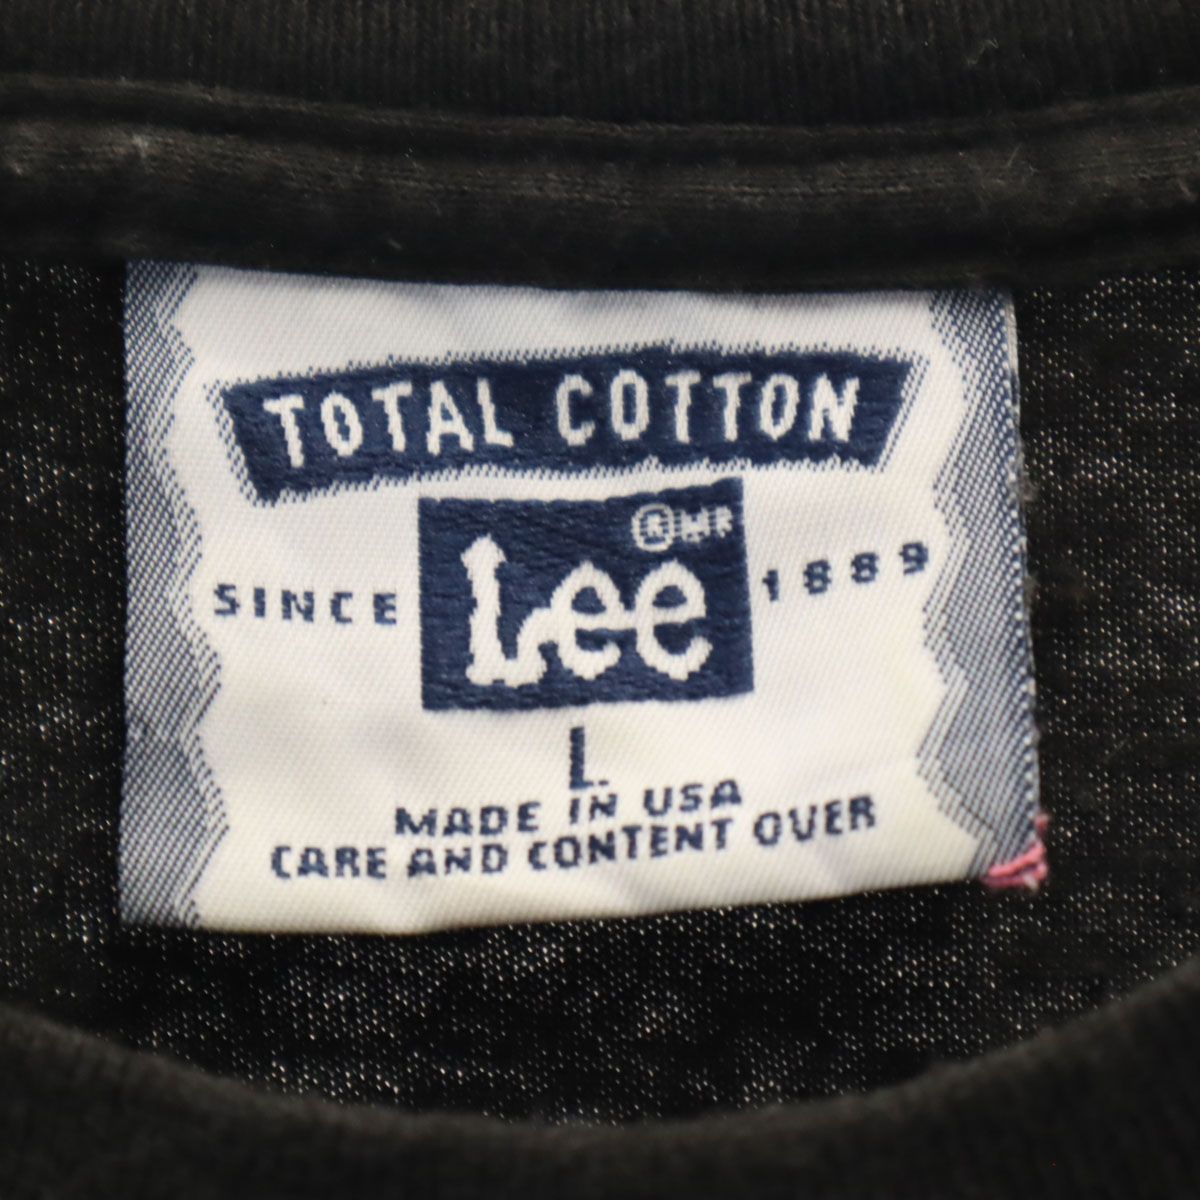 TOTAL COTTON
®MR
SINCE Lee 1889
L
MADE IN USA
CARE AND CONTENT OVER